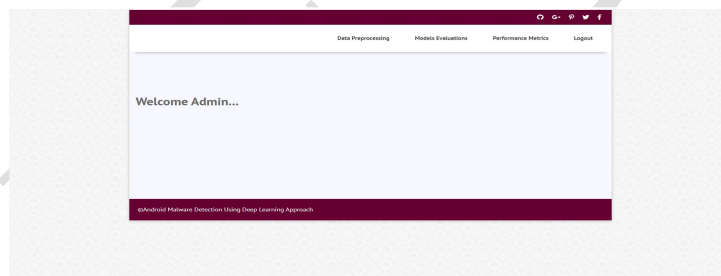 Data Preprocessing Models Evaluations Performance Metrics Logout
Welcome Admin...
©Android Malware Detection Using Deep Learning Approach